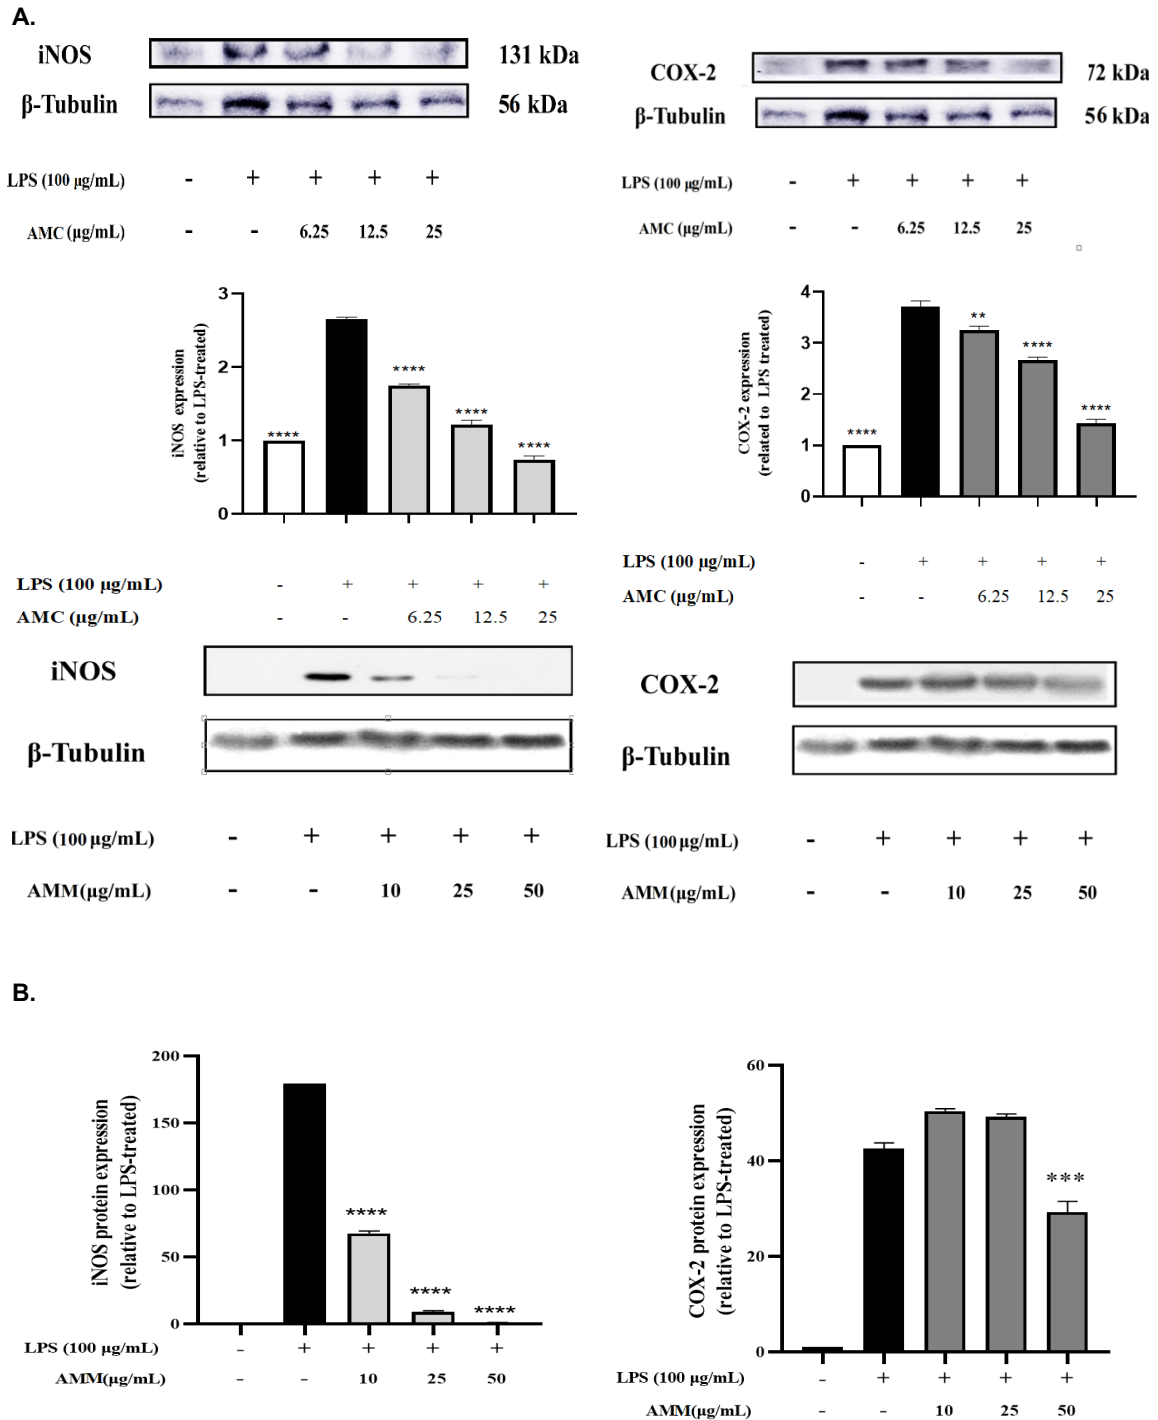 A.
iNOS 131 kDa
β-Tubulin 56 kDa
LPS (100 µg/mL) - + + + +
AMC (µg/mL) - - 6.25 12.5 25
COX-2 72 kDa
β-Tubulin 56 kDa
LPS (100 µg/mL) - + + + +
AMC (µg/mL) - - 6.25 12.5 25
iNOS expression
(relative to LPS-treated)
3
2
1
0
**** **** **** ****
LPS (100 µg/mL) - + + + +
AMC (µg/mL) - - 6.25 12.5 25
COX-2 expression
(related to LPS treated)
4
3
2
1
0
**** ** **** ****
LPS (100 µg/mL) - + + + +
AMC (µg/mL) - - 6.25 12.5 25
iNOS
β-Tubulin
LPS (100 µg/mL) - + + + +
AMM(µg/mL) - - 10 25 50
COX-2
β-Tubulin
LPS (100 µg/mL) - + + + +
AMM(µg/mL) - - 10 25 50
B.
iNOS protein expression
(relative to LPS-treated)
200
150
100
50
0
**** **** ****
LPS (100 µg/mL) - + + + +
AMM(µg/mL) - - 10 25 50
COX-2 protein expression
(relative to LPS-treated)
60
40
20
0
***
LPS (100 µg/mL) - + + + +
AMM(µg/mL) - - 10 25 50